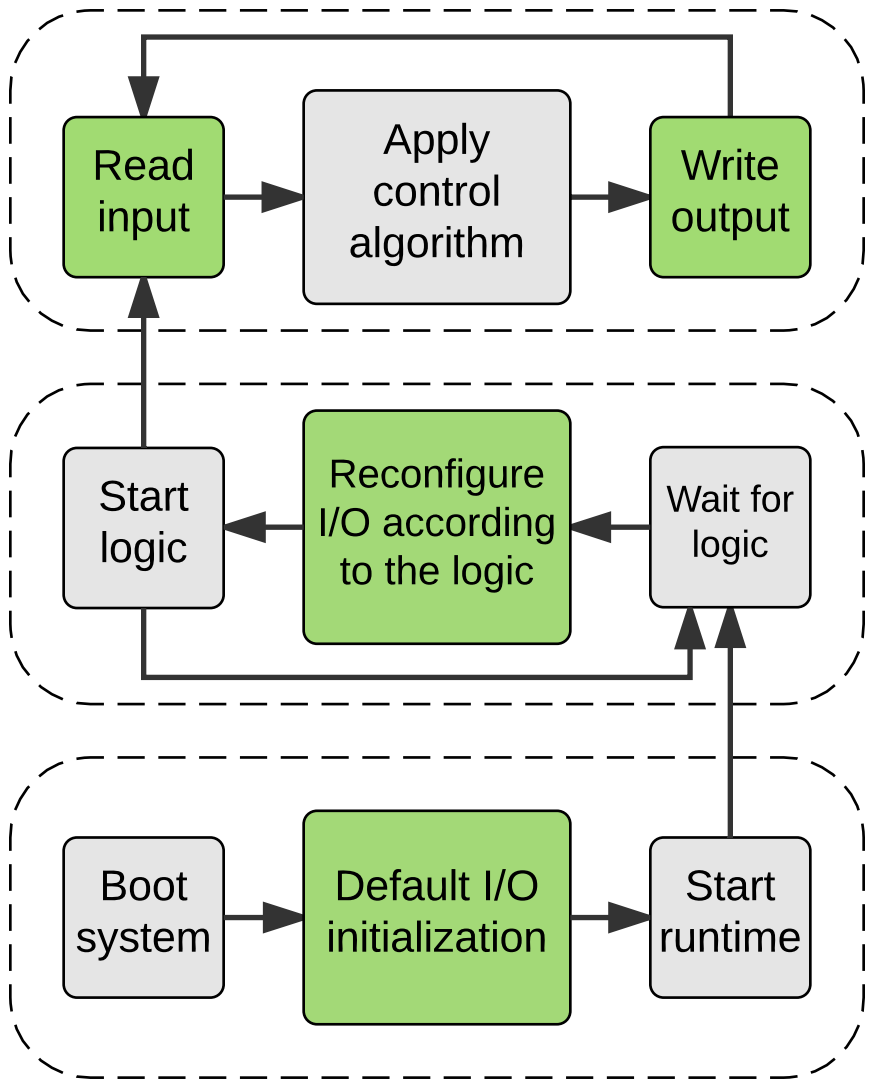 Read
input
Apply
control
algorithm
Write
output
Start
logic
Reconfigure
I/O according
to the logic
Wait for
logic
Boot
system
Default I/O
initialization
Start
runtime